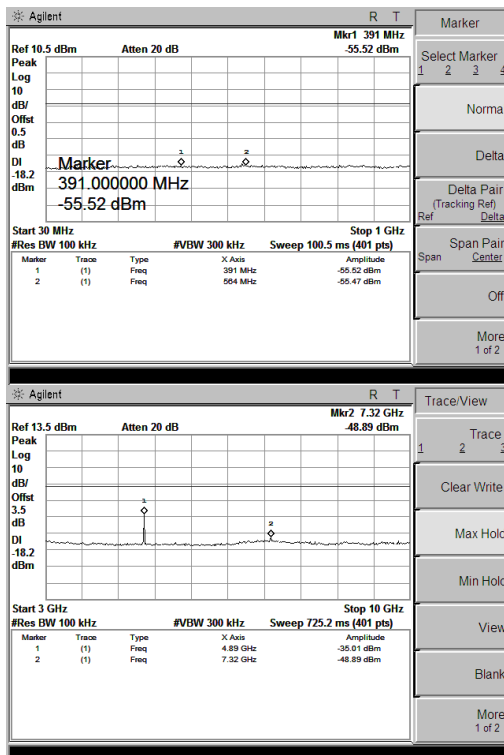 Agilent R T
Mkr1 391 MHz
Ref 10.5 dBm Atten 20 dB -55.52 dBm
Peak
Log
10
dB/
Offst
0.5
dB
DI
-18.2
dBm
1 2
Marker
391.000000 MHz
-55.52 dBm
Start 30 MHz Stop 1 GHz
#Res BW 100 kHz #VBW 300 kHz Sweep 100.5 ms (401 pts)
Marker Trace Type X Axis Amplitude
1 (1) Freq 391 MHz -55.52 dBm
2 (1) Freq 564 MHz -55.47 dBm
Marker
Select Marker
1 2 3 4
Norma
Delta
Delta Pair
(Tracking Ref)
Ref Delta
Span Pair
Span Center
Off
More
1 of 2
Agilent R T
Mkr2 7.32 GHz
Ref 13.5 dBm Atten 20 dB -48.89 dBm
Peak
Log
10
dB/
Offst
3.5
dB
DI
-18.2
dBm
1
2
Start 3 GHz Stop 10 GHz
#Res BW 100 kHz #VBW 300 kHz Sweep 725.2 ms (401 pts)
Marker Trace Type X Axis Amplitude
1 (1) Freq 4.89 GHz -35.01 dBm
2 (1) Freq 7.32 GHz -48.89 dBm
Trace/View
Trace
1 2 3
Clear Write
Max Hold
Min Hold
View
Blank
More
1 of 2